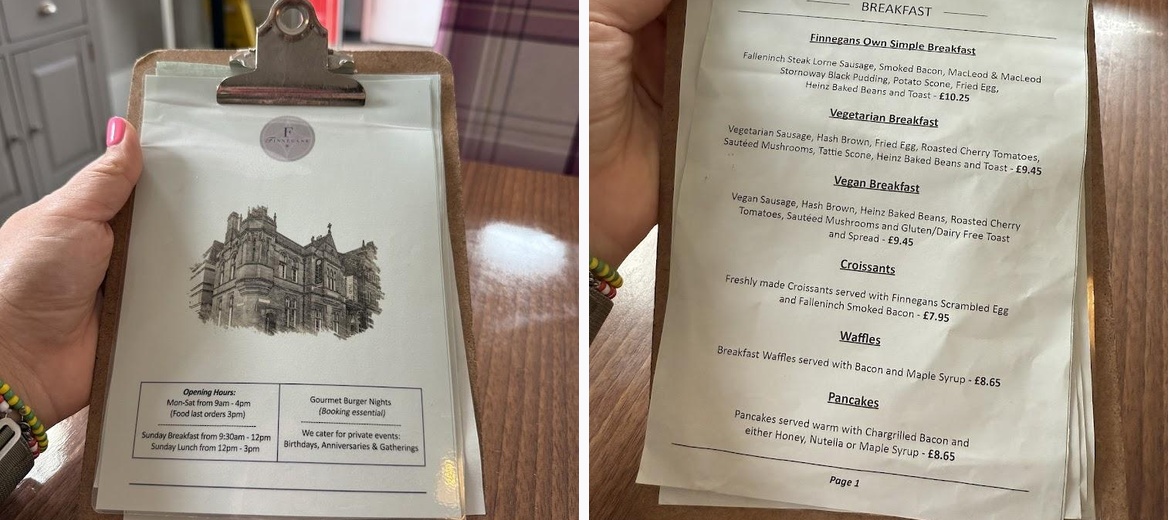 F
FINNEGANS
Opening Hours:
Mon-Sat from 9am - 4pm
(Food last orders 3pm)
Sunday Breakfast from 9:30am - 12pm
Sunday Lunch from 12pm - 3pm
Gourmet Burger Nights
(Booking essential)
We cater for private events:
Birthdays, Anniversaries & Gatherings
BREAKFAST
Finnegans Own Simple Breakfast
Falleninch Steak Lorne Sausage, Smoked Bacon, MacLeod & MacLeod
Stornoway Black Pudding, Potato Scone, Fried Egg,
Heinz Baked Beans and Toast - £10.25
Vegetarian Breakfast
Vegetarian Sausage, Hash Brown, Fried Egg, Roasted Cherry Tomatoes,
Sautéed Mushrooms, Tattie Scone, Heinz Baked Beans and Toast - £9.45
Vegan Breakfast
Vegan Sausage, Hash Brown, Heinz Baked Beans, Roasted Cherry
Tomatoes, Sautéed Mushrooms and Gluten/Dairy Free Toast
and Spread - £9.45
Croissants
Freshly made Croissants served with Finnegans Scrambled Egg
and Falleninch Smoked Bacon - £7.95
Waffles
Breakfast Waffles served with Bacon and Maple Syrup - £8.65
Pancakes
Pancakes served warm with Chargrilled Bacon and
either Honey, Nutella or Maple Syrup - £8.65
Page 1